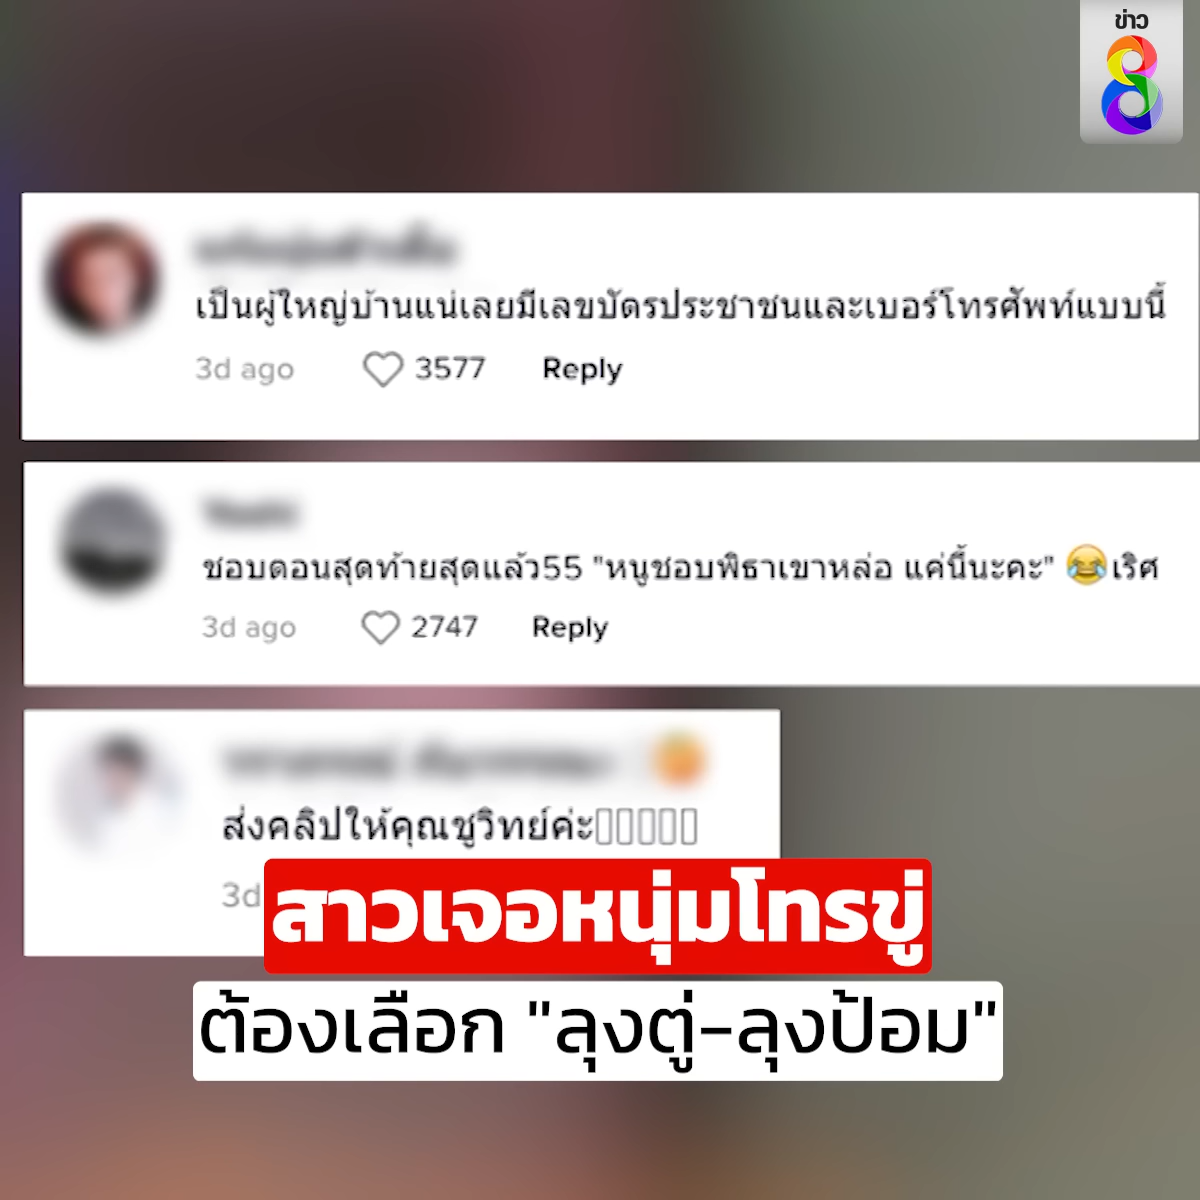 ข่าว
8
เป็นผู้ใหญ่บ้านแน่เลยมีเลขบัตรประชาชนและเบอร์โทรศัพท์แบบนี้
3d ago 3577 Reply
ชอบตอนสุดท้ายสุดแล้ว55 "หนูชอบพิธาเขาหล่อ แค่นี้นะคะ" 😂เริศ
3d ago 2747 Reply
ส่งคลิปให้คุณชูวิทย์ค่ะ
3d
สาวเจอหนุ่มโทรขู่
ต้องเลือก "ลุงตู่-ลุงป้อม"